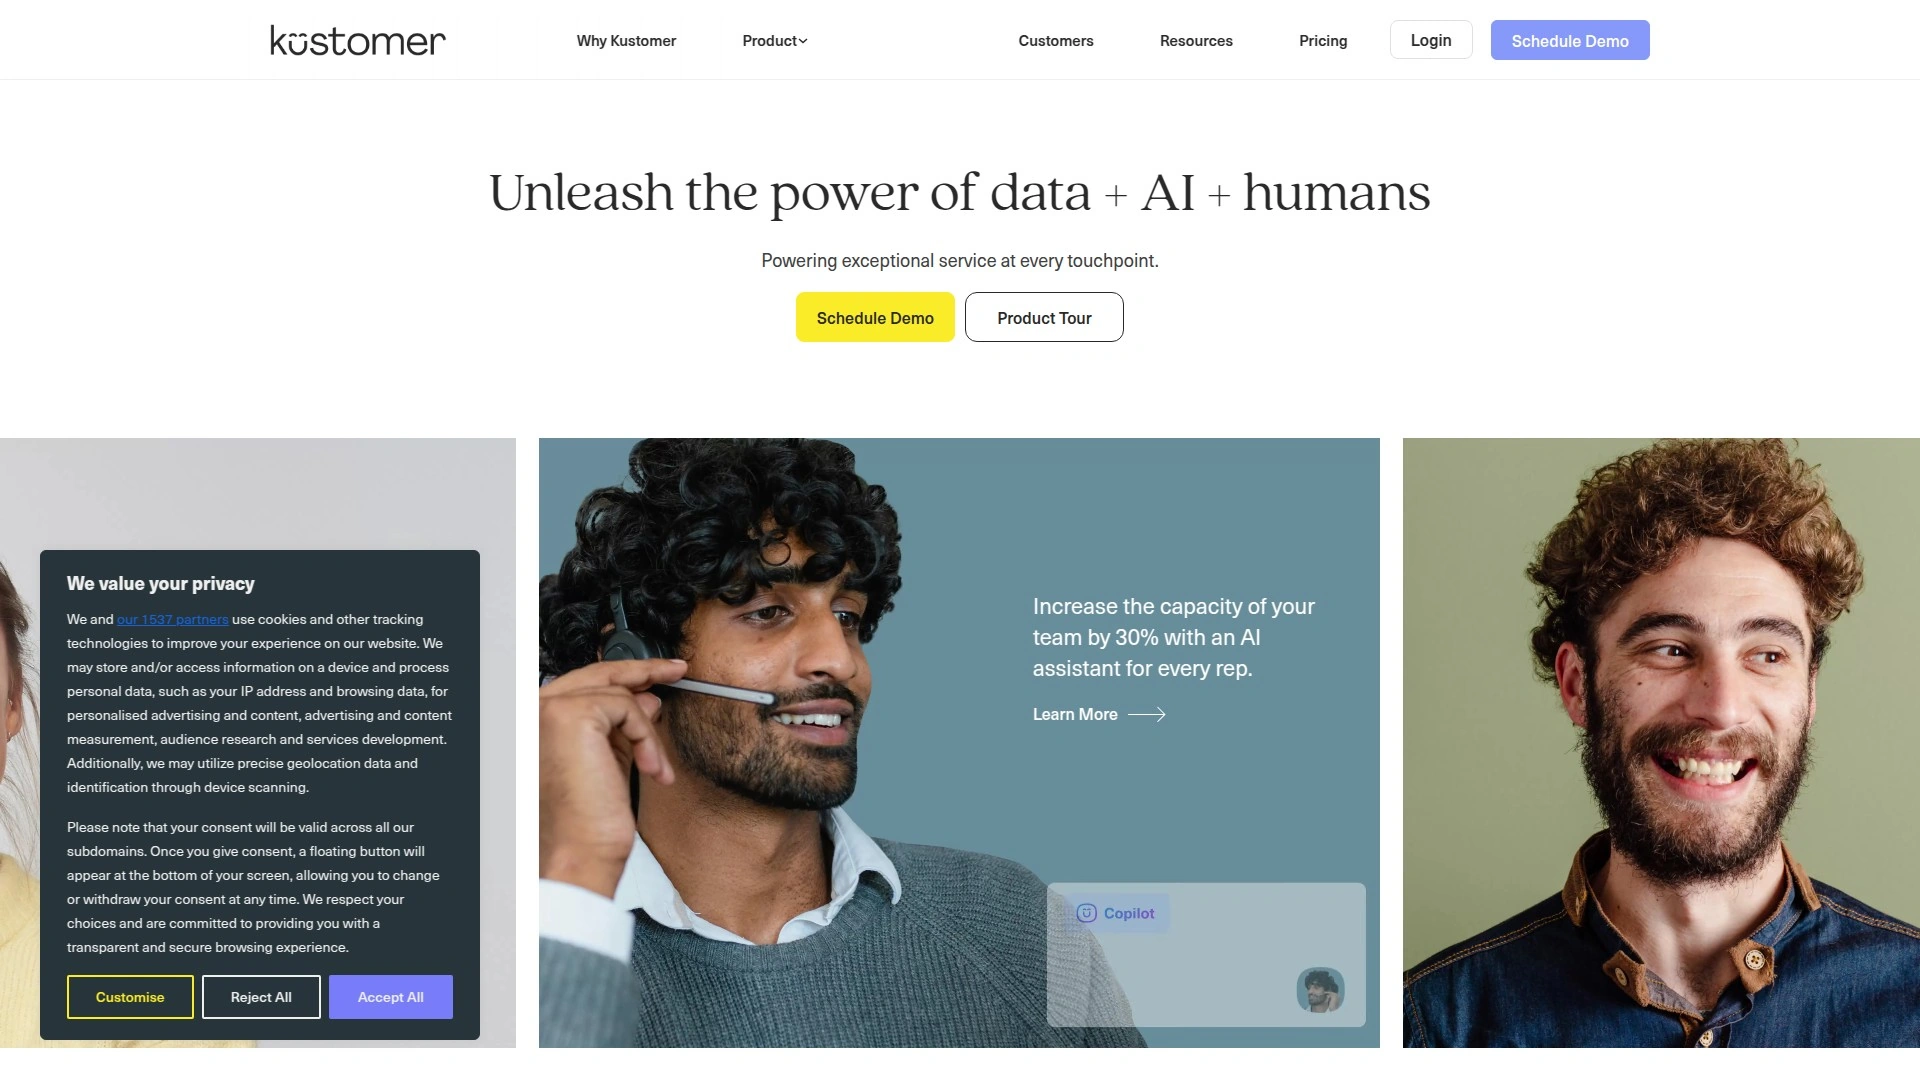 kustomer
Why Kustomer
Product
Customers
Resources
Pricing
Login
Schedule Demo
Unleash the power of data + AI + humans
Powering exceptional service at every touchpoint.
Schedule Demo
Product Tour
We value your privacy
We and our 1537 partners use cookies and other tracking
technologies to improve your experience on our website. We
may store and/or access information on a device and process
personal data, such as your IP address and browsing data, for
personalised advertising and content, advertising and content
measurement, audience research and services development.
Additionally, we may utilize precise geolocation data and
identification through device scanning.
Please note that your consent will be valid across all our
subdomains. Once you give consent, a floating button will
appear at the bottom of your screen, allowing you to change
or withdraw your consent at any time. We respect your
choices and are committed to providing you with a
transparent and secure browsing experience.
Customise
Reject All
Accept All
Increase the capacity of your
team by 30% with an AI
assistant for every rep.
Learn More
Copilot